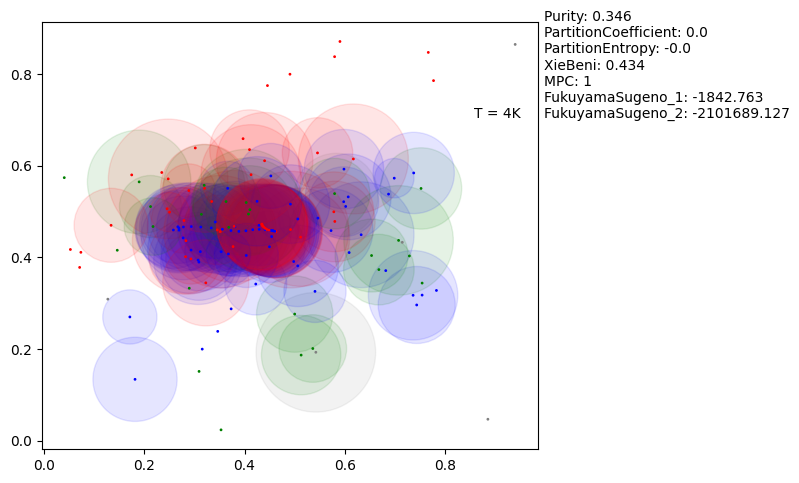 Purity: 0.346
PartitionCoefficient: 0.0
PartitionEntropy: -0.0
XieBeni: 0.434
MPC: 1
FukuyamaSugeno_1: -1842.763
FukuyamaSugeno_2: -2101689.127
T = 4K
0.8
0.6
0.4
0.2
0.0
0.0 0.2 0.4 0.6 0.8